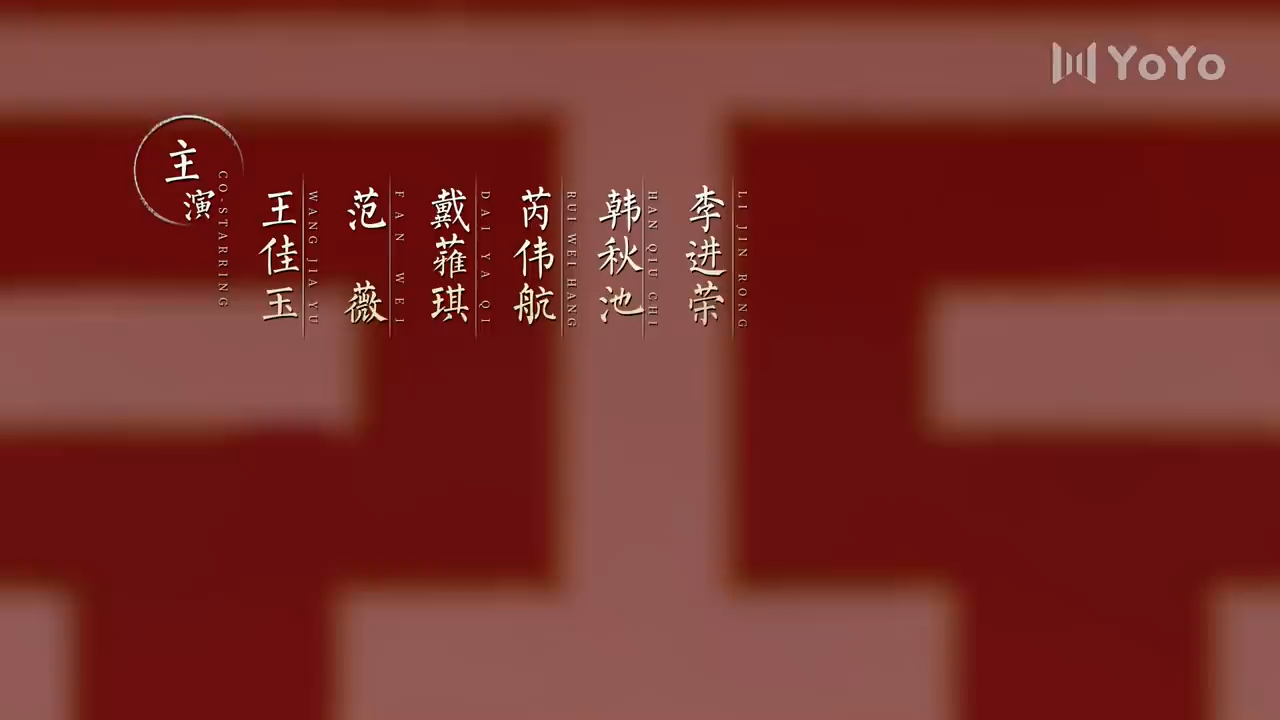 主演
CO-STARRING
王佳玉
WANG JIA YU
范薇
FAN WEI
戴蕥琪
DAI YA QI
芮伟航
RUI WEI HANG
韩秋池
HAN QIU CHI
李进荣
LI JIN RONG
YoYo